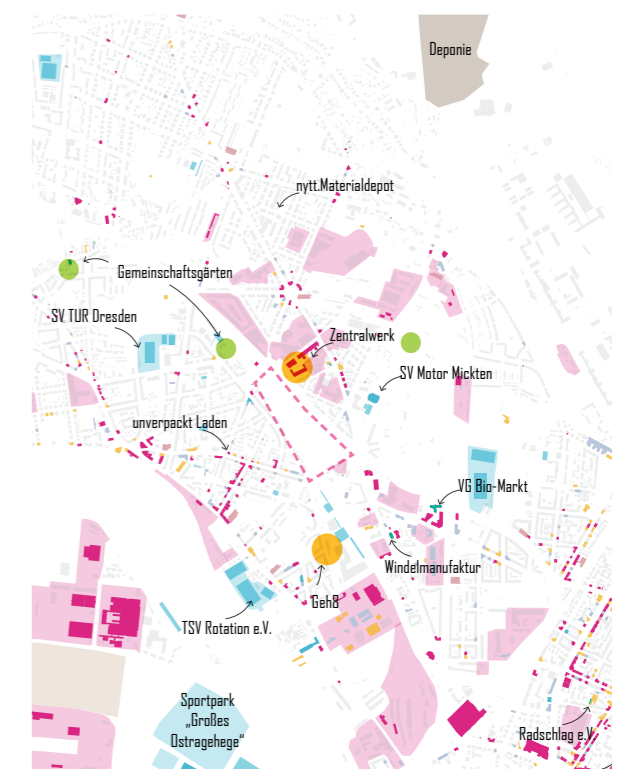 Deponie
nytt.Materialdepot
Gemeinschaftsgärten
SV TUR Dresden
Zentralwerk
SV Motor Mickten
unverpackt Laden
VG Bio-Markt
Windelmanufaktur
Geh8
TSV Rotation e.V.
Sportpark
„Großes
Ostragehege“
Radschlag e.V.